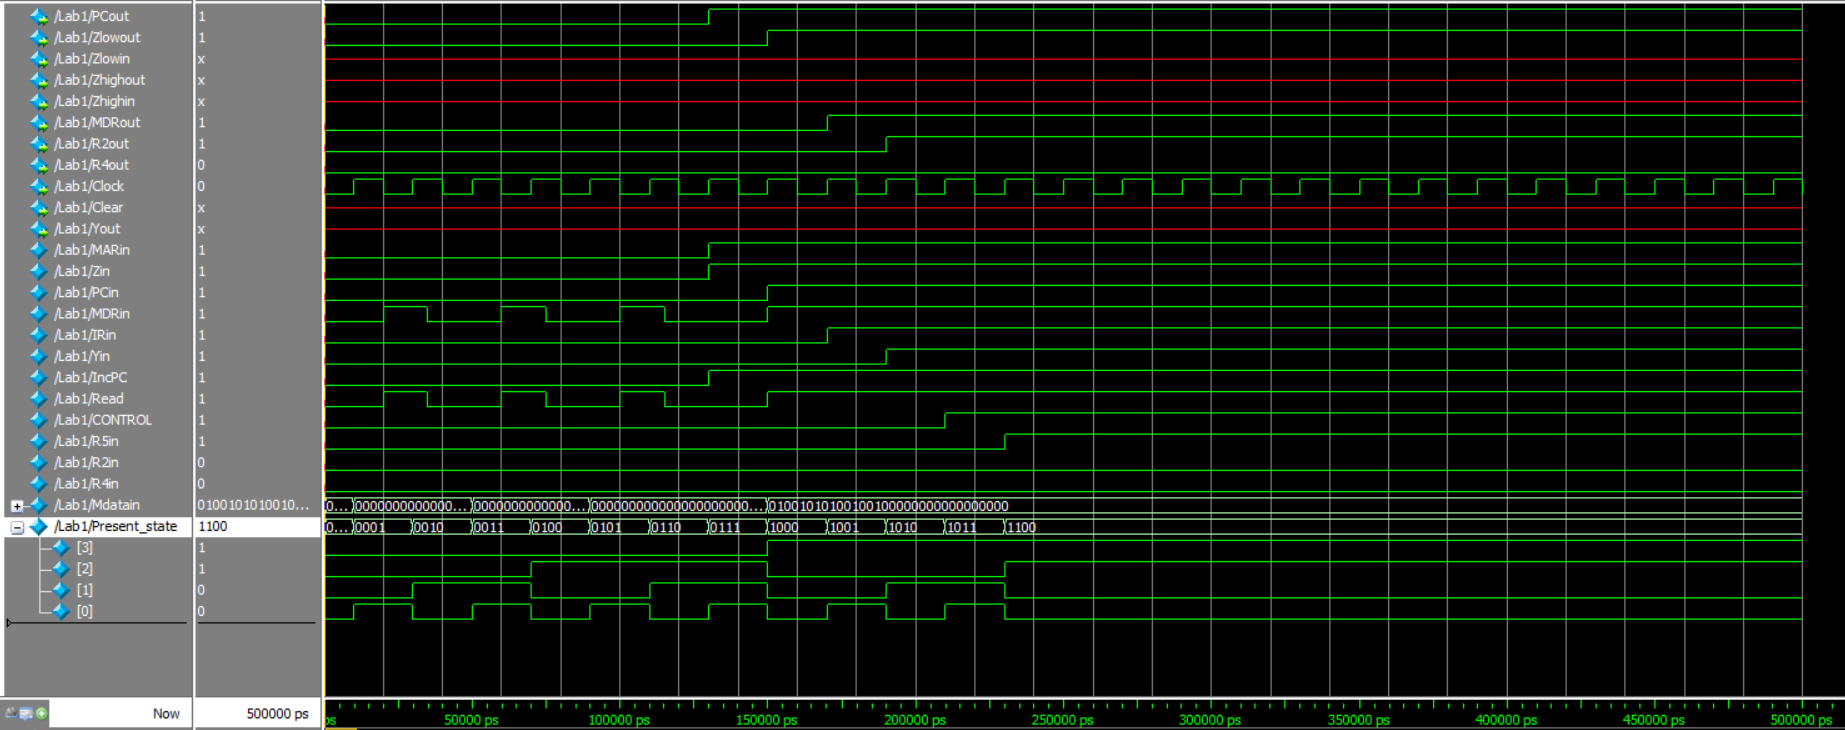 /Lab1/PCout 1
/Lab1/Zlowout 1
/Lab1/Zlowin x
/Lab1/Zhighout x
/Lab1/Zhighin x
/Lab1/MDRout 1
/Lab1/R2out 1
/Lab1/R4out 0
/Lab1/Clock 0
/Lab1/Clear x
/Lab1/Yout x
/Lab1/MARin 1
/Lab1/Zin 1
/Lab1/PCin 1
/Lab1/MDRin 1
/Lab1/IRin 1
/Lab1/Yin 1
/Lab1/IncPC 1
/Lab1/Read 1
/Lab1/CONTROL 1
/Lab1/R5in 1
/Lab1/R2in 0
/Lab1/R4in 0
/Lab1/Mdatain 0100101010010... 0... 0000000000000... 0000000000000... 00000000000000000000... 01001010100100100000000000000000
/Lab1/Present_state 1100 0... 0001 0010 0011 0100 0101 0110 0111 1000 1001 1010 1011 1100
[3] 1
[2] 1
[1] 0
[0] 0
Now 500000 ps ps 50000 ps 100000 ps 150000 ps 200000 ps 250000 ps 300000 ps 350000 ps 400000 ps 450000 ps 500000 ps